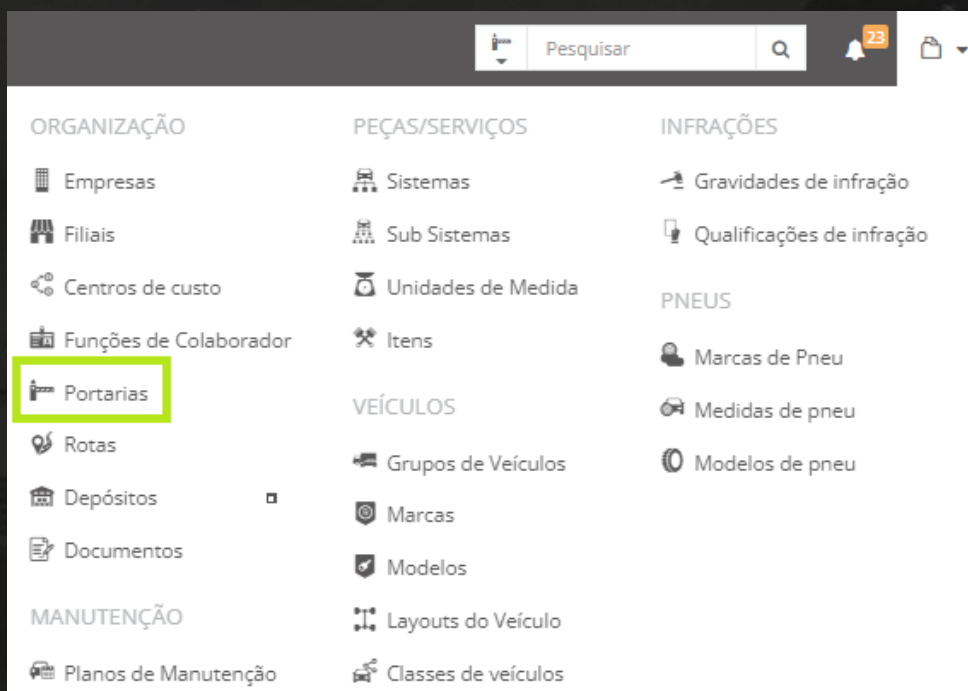 Pesquisar
23
ORGANIZAÇÃO
Empresas
Filiais
Centros de custo
Funções de Colaborador
Portarias
Rotas
Depósitos
Documentos
MANUTENÇÃO
Planos de Manutenção
PEÇAS/SERVIÇOS
Sistemas
Sub Sistemas
Unidades de Medida
Itens
VEÍCULOS
Grupos de Veículos
Marcas
Modelos
Layouts do Veículo
Classes de veículos
INFRAÇÕES
Gravidades de infração
Qualificações de infração
PNEUS
Marcas de Pneu
Medidas de pneu
Modelos de pneu